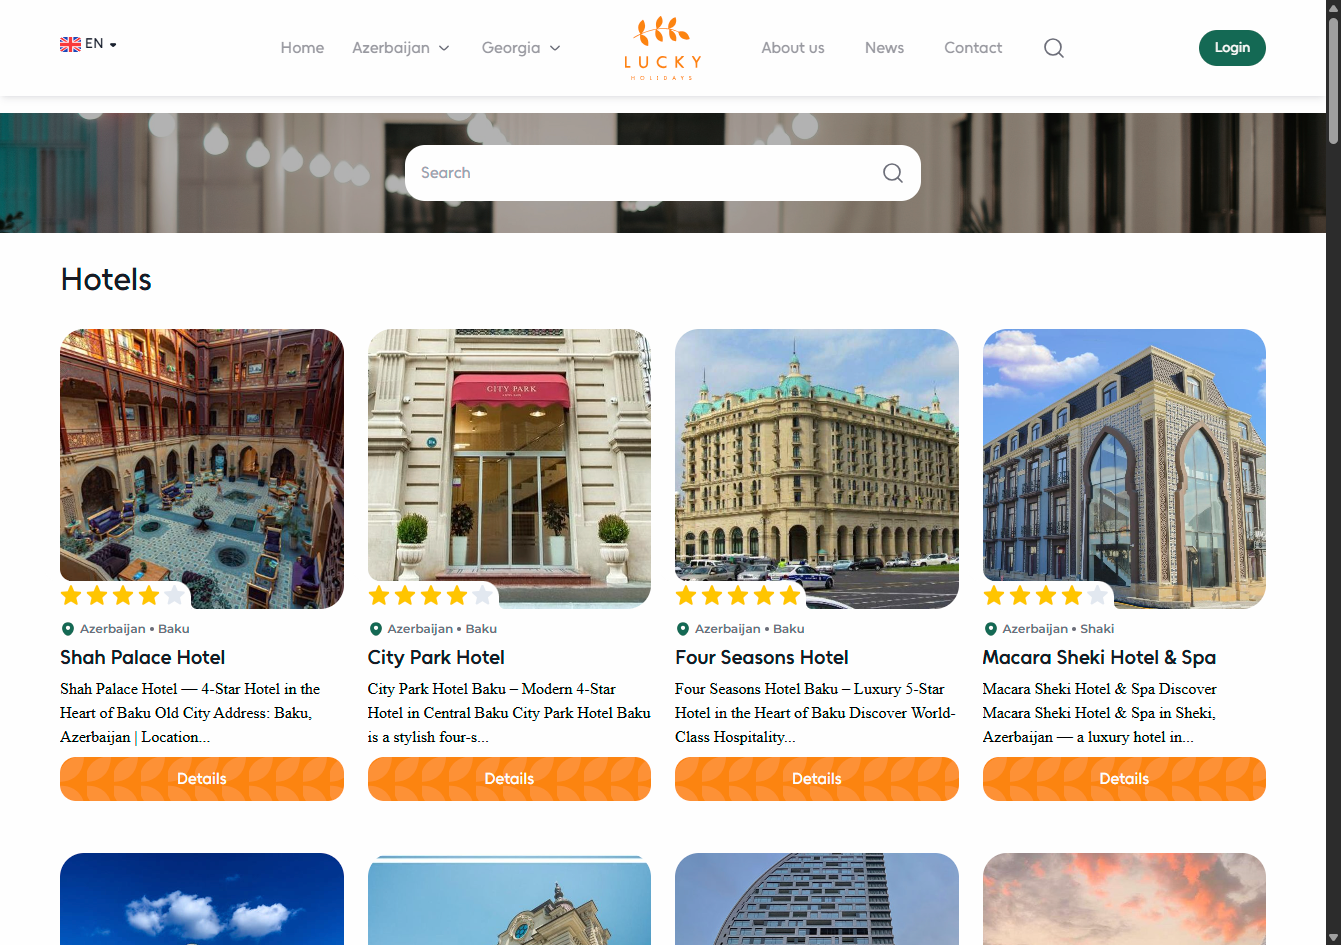 EN
Home
Azerbaijan
Georgia
LUCKY
HOLIDAYS
About us
News
Contact
Login
Search
Hotels
CITY PARK
Azerbaijan • Baku
Shah Palace Hotel
Shah Palace Hotel — 4-Star Hotel in the
Heart of Baku Old City Address: Baku,
Azerbaijan | Location...
Details
Azerbaijan • Baku
City Park Hotel
City Park Hotel Baku – Modern 4-Star
Hotel in Central Baku City Park Hotel Baku
is a stylish four-s...
Details
Azerbaijan • Baku
Four Seasons Hotel
Four Seasons Hotel Baku – Luxury 5-Star
Hotel in the Heart of Baku Discover World-
Class Hospitality...
Details
Azerbaijan • Shaki
Macara Sheki Hotel & Spa
Macara Sheki Hotel & Spa Discover
Macara Sheki Hotel & Spa in Sheki,
Azerbaijan — a luxury hotel in...
Details